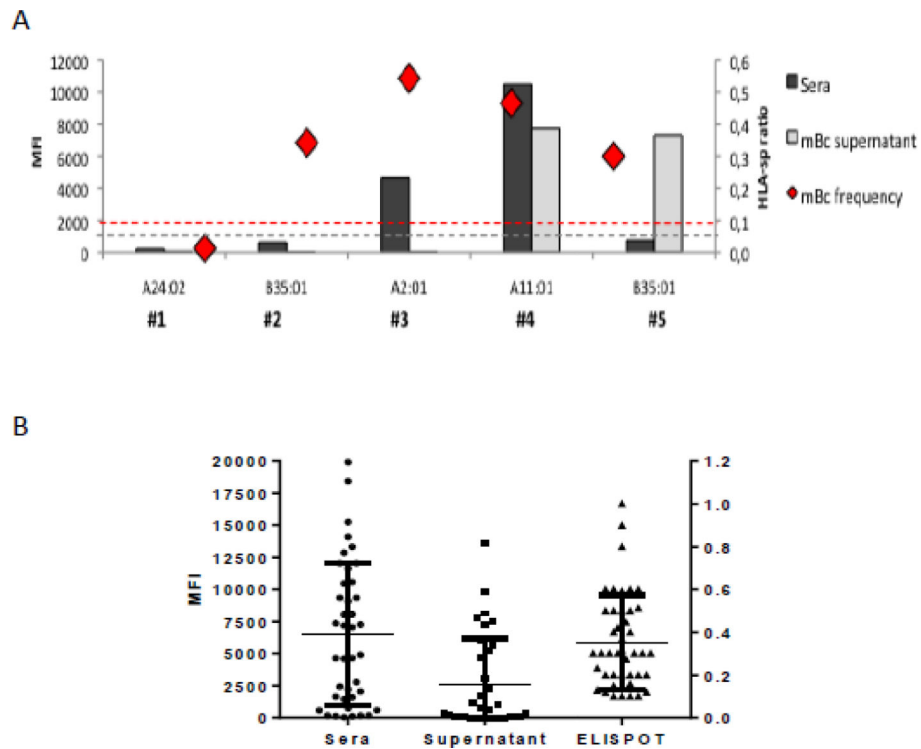 A
12000
10000
8000
6000
4000
2000
0
MFI
0,6
0,5
0,4
0,3
0,2
0,1
0,0
HLA-sp ratio
Sera
mBc supernatant
mBc frequency
A24:02 B35:01 A2:01 A11:01 B35:01
#1 #2 #3 #4 #5
B
20000
17500
15000
12500
10000
7500
5000
2500
0
MFI
1.2
1.0
0.8
0.6
0.4
0.2
0.0
Sera Supernatant ELISPOT